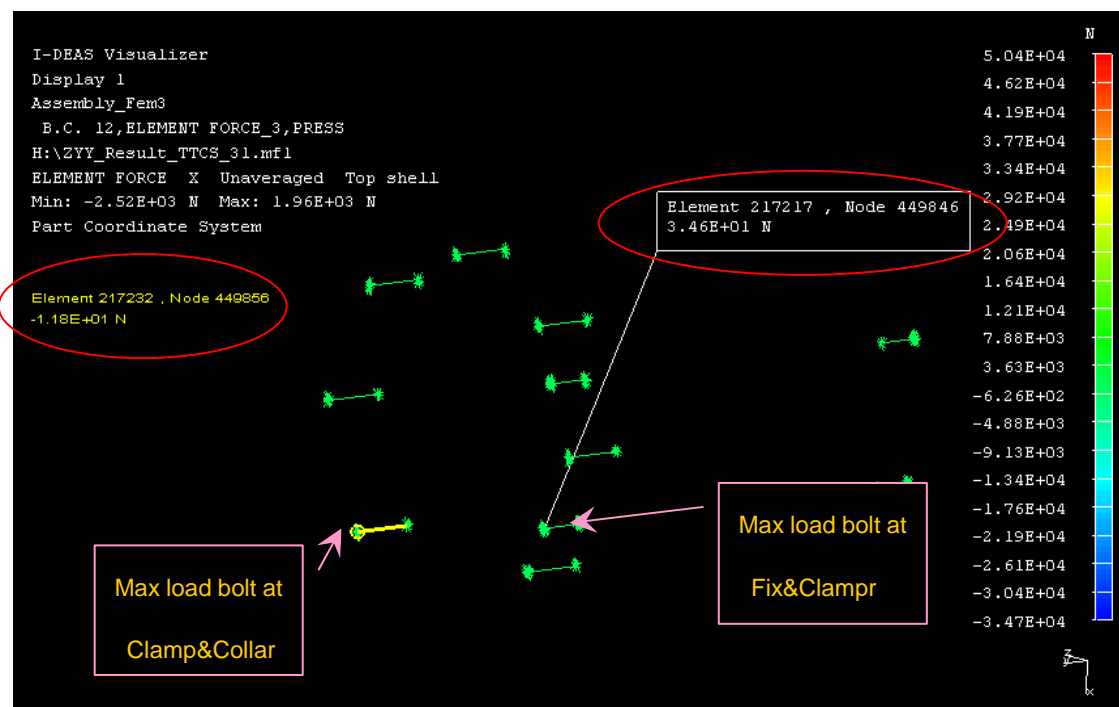 I-DEAS Visualizer
Display 1
Assembly_Fem3
B.C. 12,ELEMENT FORCE_3,PRESS
H:\ZYY_Result_TTCS_31.mf1
ELEMENT FORCE X Unaveraged Top shell
Min: -2.52E+03 N Max: 1.96E+03 N
Part Coordinate System
Element 217232 , Node 449856
-1.18E+01 N
Element 217217 , Node 449846
3.46E+01 N
Max load bolt at
Clamp&Collar
Max load bolt at
Fix&Clampr
N
5.04E+04
4.62E+04
4.19E+04
3.77E+04
3.34E+04
2.92E+04
2.49E+04
2.06E+04
1.64E+04
1.21E+04
7.88E+03
3.63E+03
-6.26E+02
-4.88E+03
-9.13E+03
-1.34E+04
-1.76E+04
-2.19E+04
-2.61E+04
-3.04E+04
-3.47E+04
x